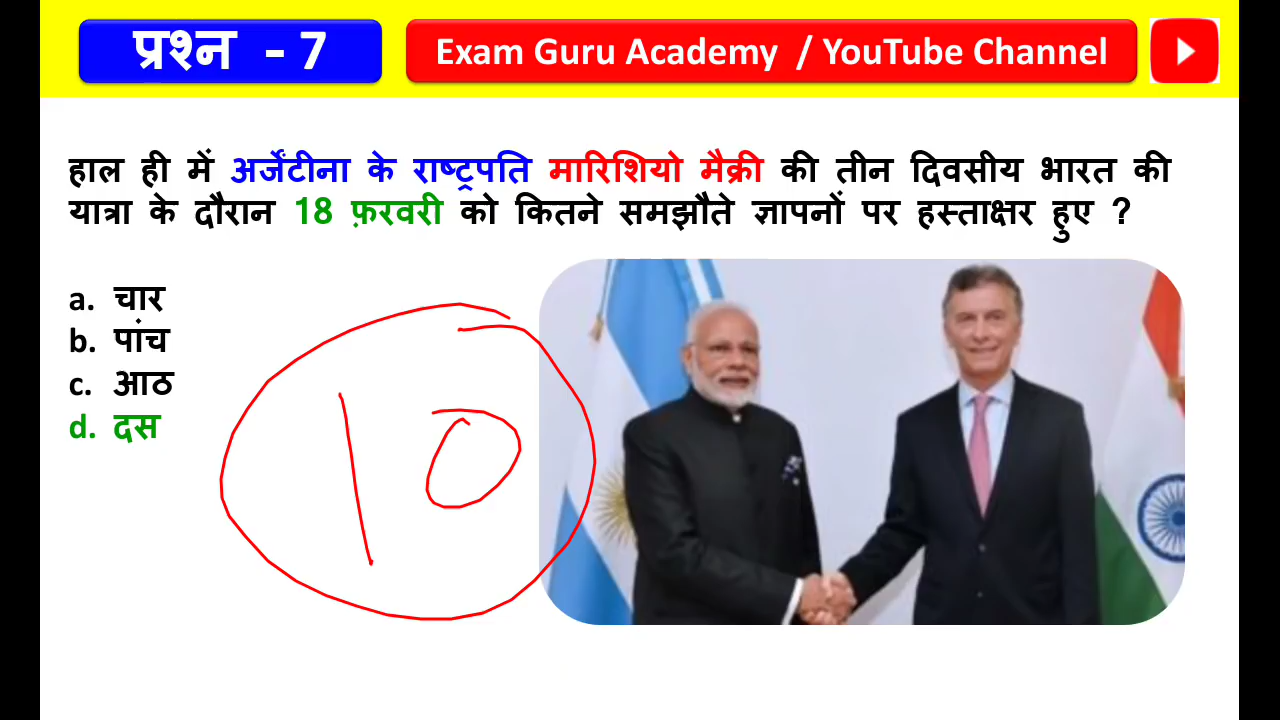 प्रश्न - 7
Exam Guru Academy / YouTube Channel
हाल ही में अर्जेंटीना के राष्ट्रपति मारिशियो मैक्री की तीन दिवसीय भारत की
यात्रा के दौरान 18 फ़रवरी को कितने समझौते ज्ञापनों पर हस्ताक्षर हुए ?
a. चार
b. पांच
c. आठ
d. दस
10